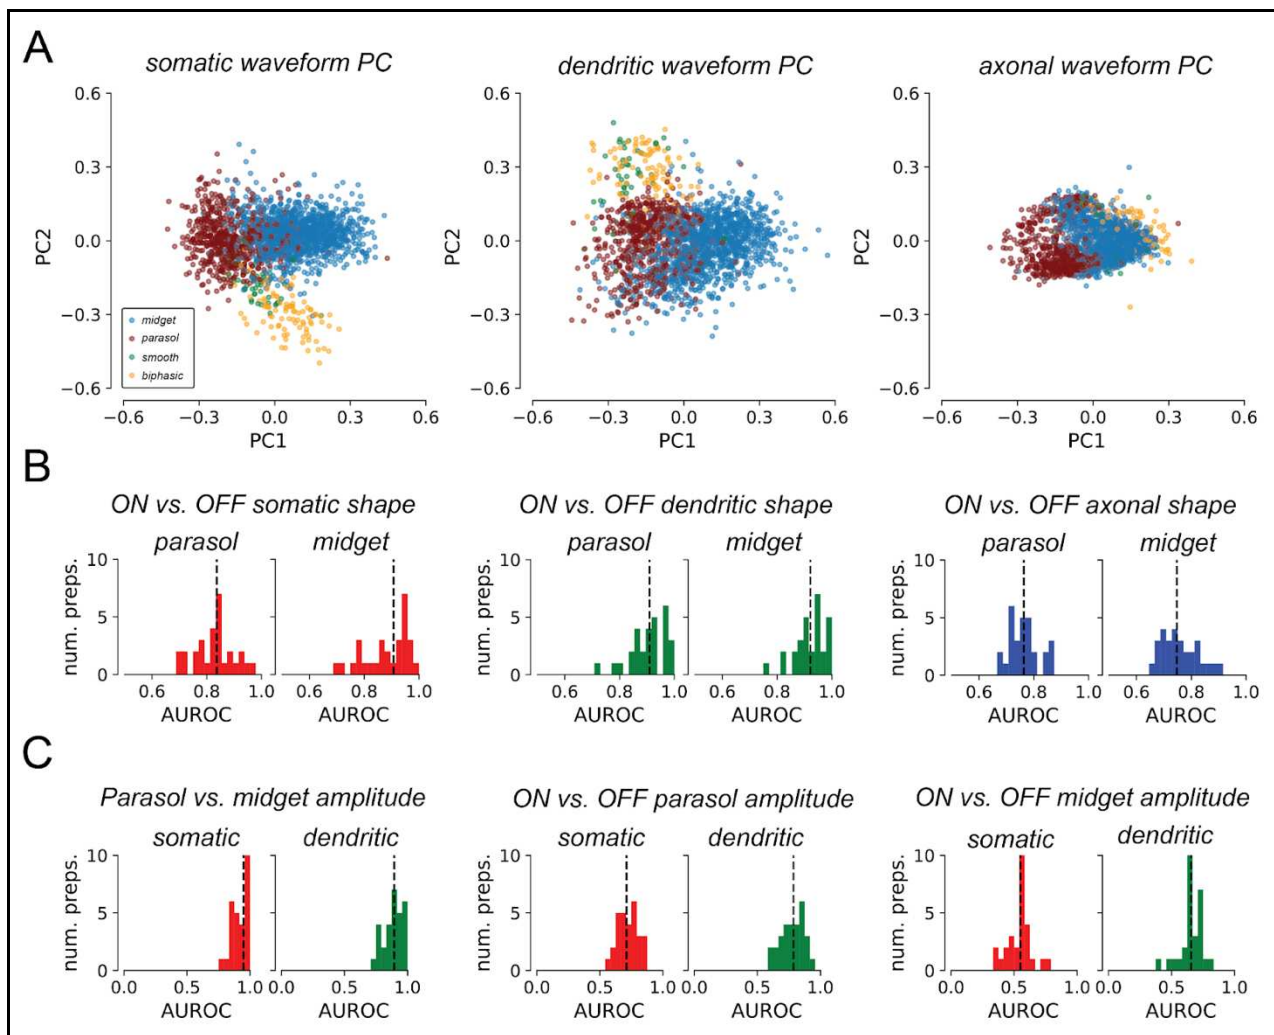 A
somatic waveform PC
dendritic waveform PC
axonal waveform PC
0.6
0.3
0.0
−0.3
−0.6
PC2
midget
parasol
smooth
biphasic
−0.6 −0.3 0.0 0.3 0.6
PC1
0.6
0.3
0.0
−0.3
−0.6
PC2
−0.6 −0.3 0.0 0.3 0.6
PC1
0.6
0.3
0.0
−0.3
−0.6
PC2
−0.6 −0.3 0.0 0.3 0.6
PC1
B
ON vs. OFF somatic shape
parasol midget
num. preps.
10
5
0
0.6 0.8 1.0
0.6 0.8 1.0
AUROC AUROC
ON vs. OFF dendritic shape
parasol midget
num. preps.
10
5
0
0.6 0.8 1.0
0.6 0.8 1.0
AUROC AUROC
ON vs. OFF axonal shape
parasol midget
num. preps.
10
5
0
0.6 0.8 1.0
0.6 0.8 1.0
AUROC AUROC
C
Parasol vs. midget amplitude
somatic dendritic
num. preps.
10
5
0
0.0 0.5 1.0
0.0 0.5 1.0
AUROC AUROC
ON vs. OFF parasol amplitude
somatic dendritic
num. preps.
10
5
0
0.0 0.5 1.0
0.0 0.5 1.0
AUROC AUROC
ON vs. OFF midget amplitude
somatic dendritic
num. preps.
10
5
0
0.0 0.5 1.0
0.0 0.5 1.0
AUROC AUROC